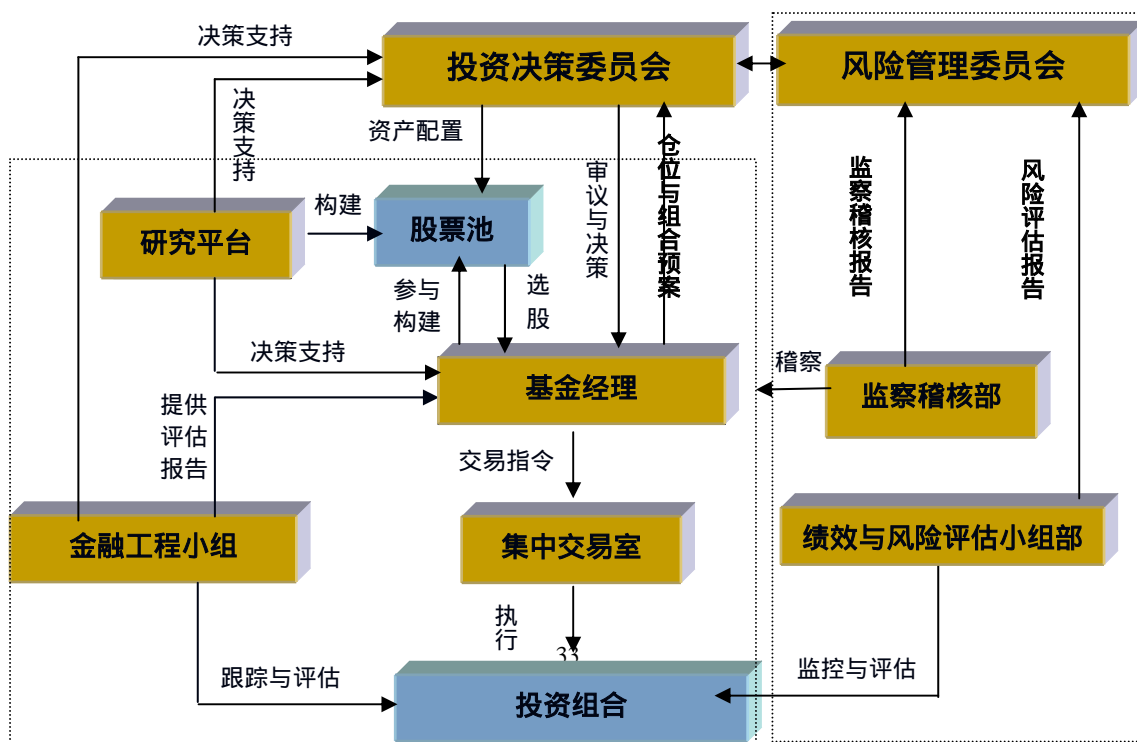 决策支持
投资决策委员会
风险管理委员会
决策支持
资产配置
审议与决策
仓位与组合预案
监察稽核报告
风险评估报告
构建
股票池
研究平台
参与
构建
选股
决策支持
基金经理
稽察
监察稽核部
提供
评估
报告
交易指令
金融工程小组
集中交易室
绩效与风险评估小组部
执行
33
跟踪与评估
投资组合
监控与评估